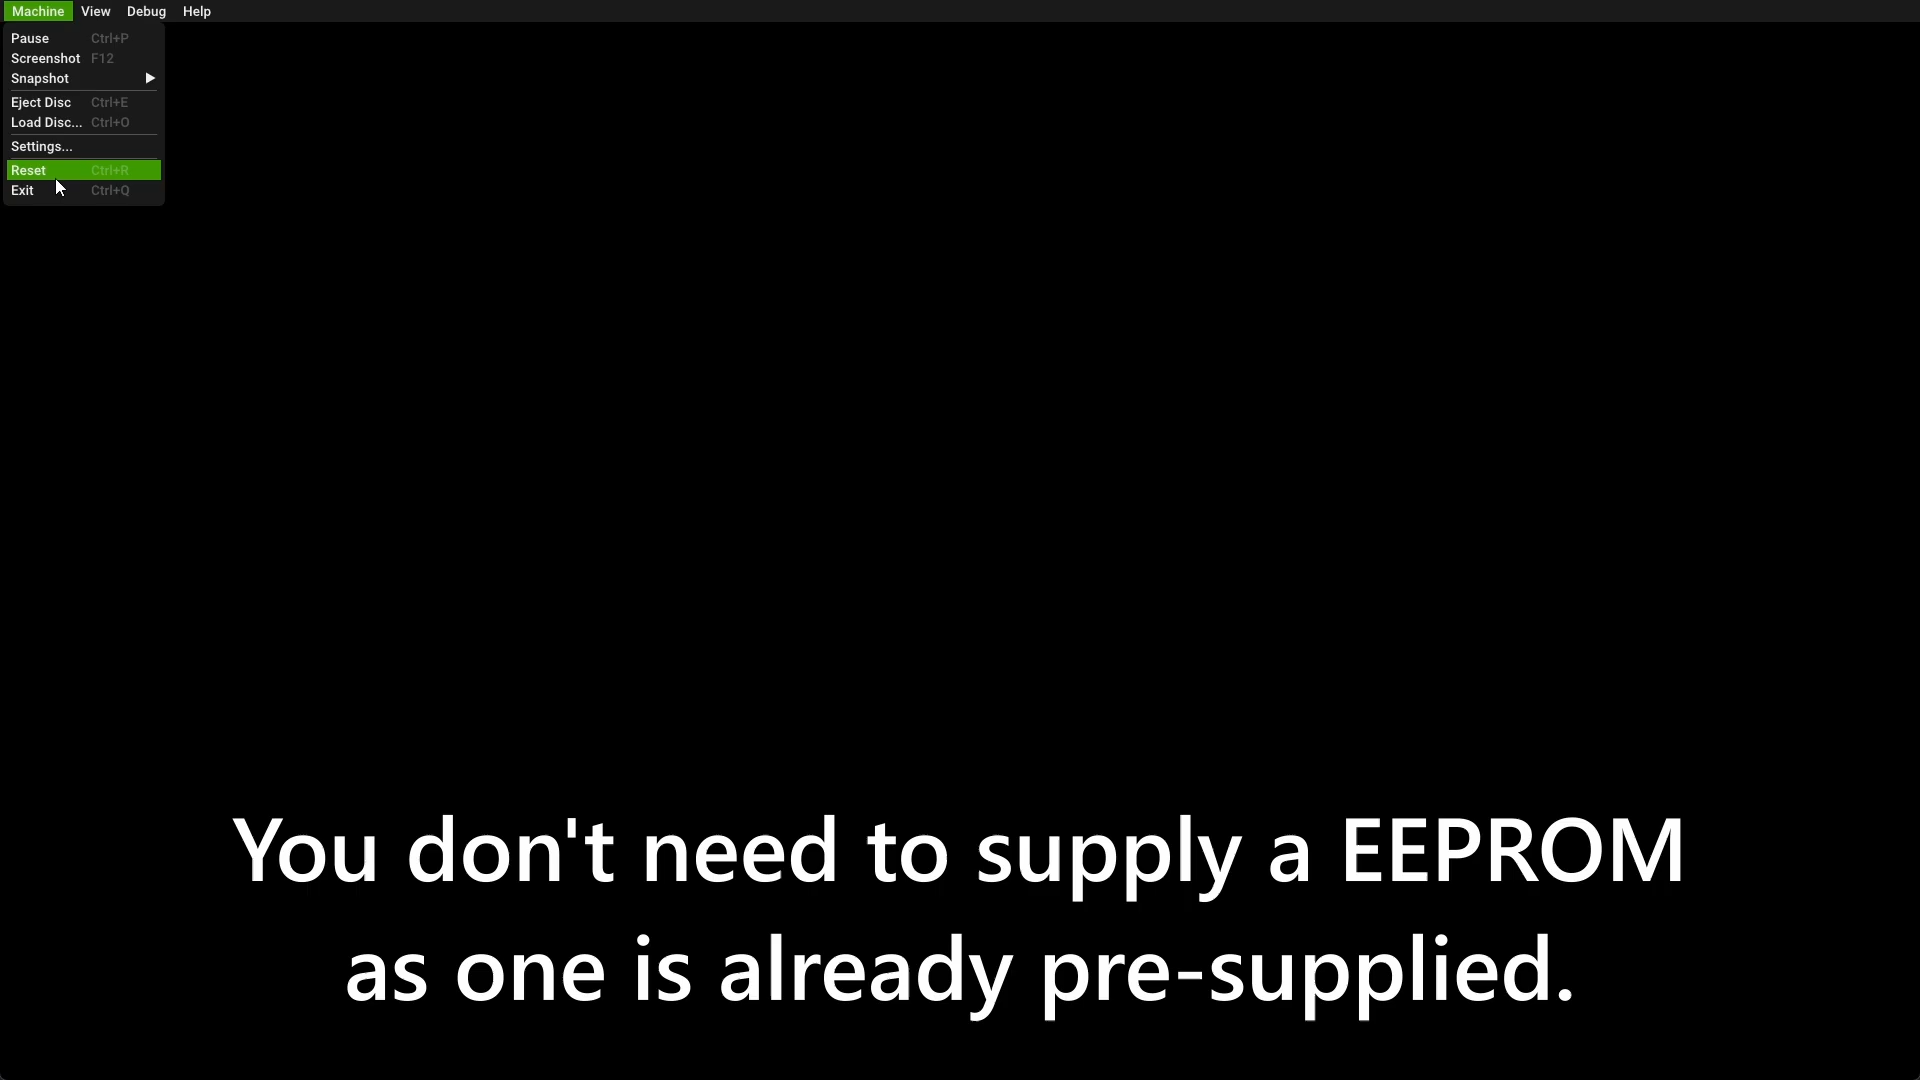 Machine View Debug Help
Pause Ctrl+P
Screenshot F12
Snapshot
Eject Disc Ctrl+E
Load Disc... Ctrl+O
Settings...
Reset Ctrl+R
Exit Ctrl+Q
You don't need to supply a EEPROM
as one is already pre-supplied.